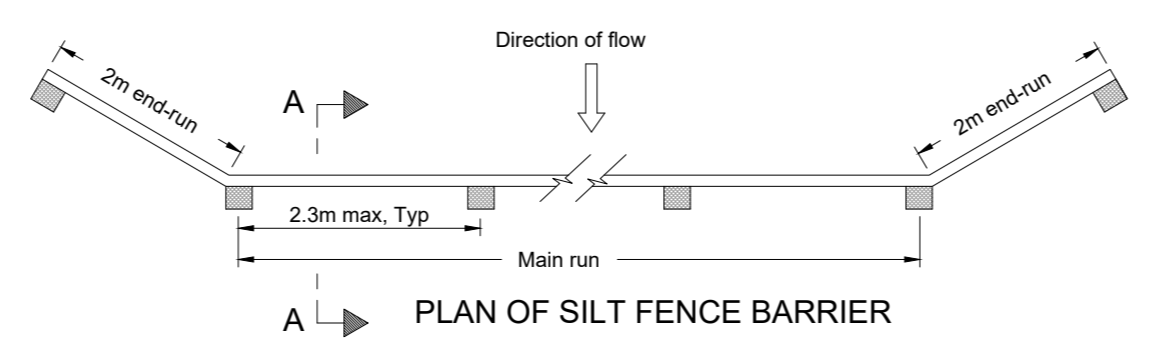 Direction of flow
2m end-run
A
2m end-run
2.3m max, Typ
Main run
A
PLAN OF SILT FENCE BARRIER